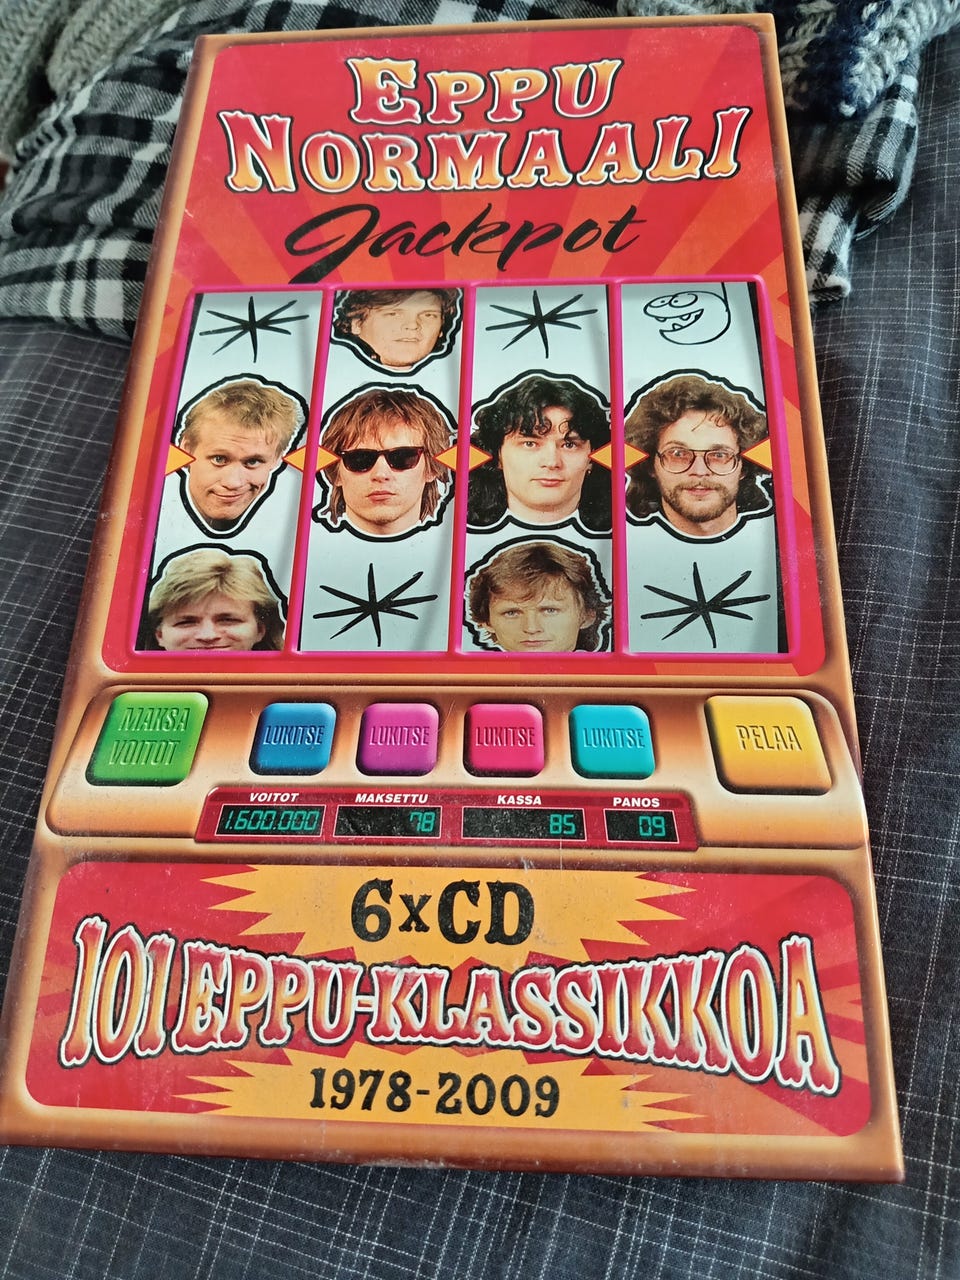 EPPU
NORMAALI
Jackpot
MAKSA
VOITOT
LUKITSE
LUKITSE
LUKITSE
LUKITSE
PELAA
VOITOT MAKSETTU KASSA PANOS
1.600.000 78 85 09
6xCD
101 EPPU-KLASSIKKOA
1978-2009